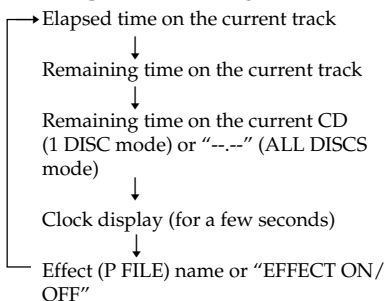 Elapsed time on the current track
Remaining time on the current track
Remaining time on the current CD
(1 DISC mode) or “--.--” (ALL DISCS
mode)
Clock display (for a few seconds)
Effect (P FILE) name or “EFFECT ON/
OFF”